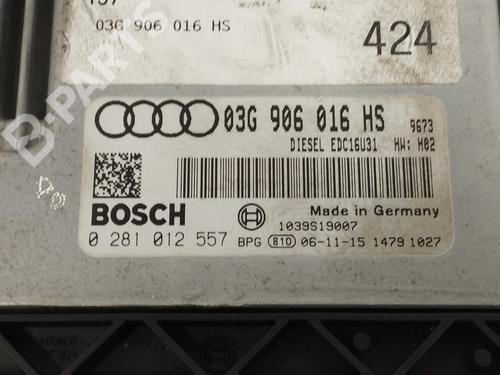 03G 906 016 HS
424
03G 906 016 HS 9673
DIESEL EDC16U31 HW: H02
BOSCH
Made in Germany
1039S19007
0 281 012 557 BPG 810 06-11-15 1479 1027
B-PARTS